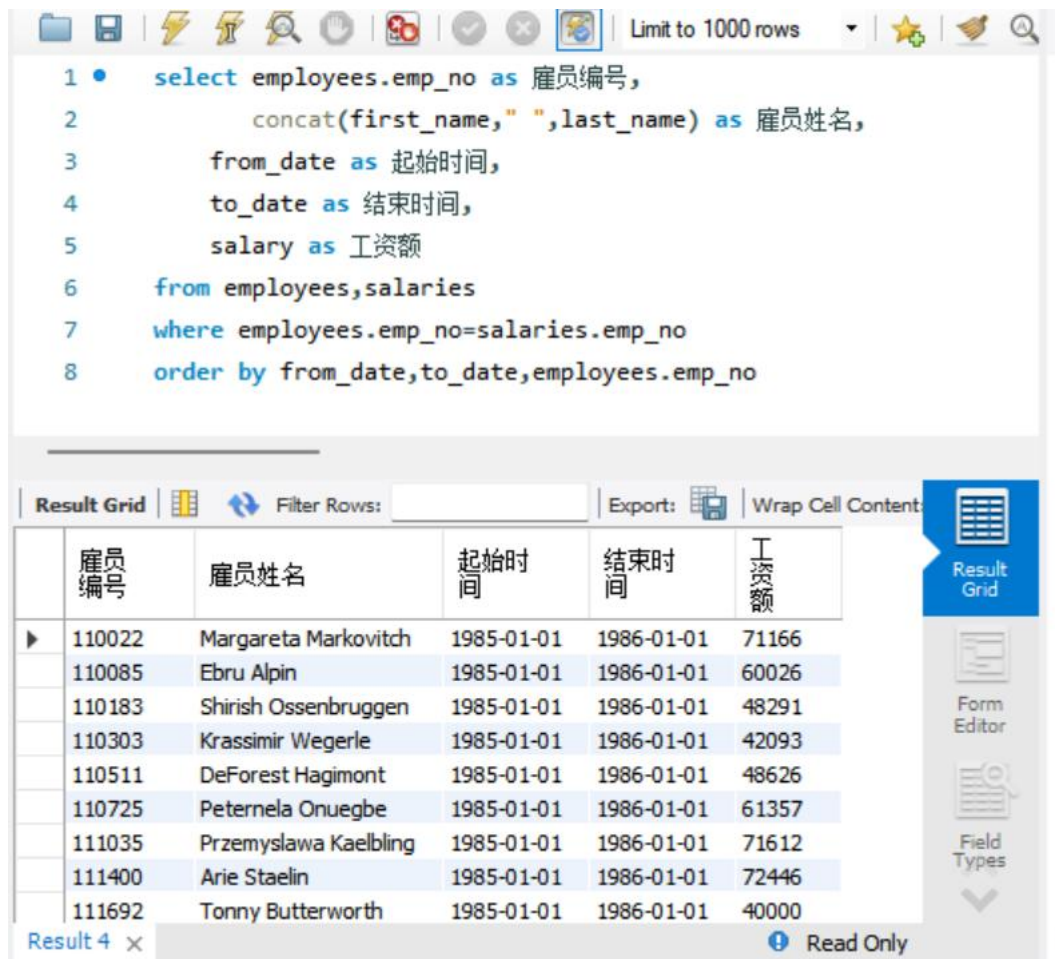 Limit to 1000 rows
1 select employees.emp_no as 雇员编号,
2 concat(first_name," ",last_name) as 雇员姓名,
3 from_date as 起始时间,
4 to_date as 结束时间,
5 salary as 工资额
6 from employees,salaries
7 where employees.emp_no=salaries.emp_no
8 order by from_date,to_date,employees.emp_no
Result Grid Filter Rows: Export: Wrap Cell Content:
雇员编号 雇员姓名 起始时间 结束时间 工资额
110022 Margareta Markovitch 1985-01-01 1986-01-01 71166
110085 Ebru Alpin 1985-01-01 1986-01-01 60026
110183 Shirish Ossenbruggen 1985-01-01 1986-01-01 48291
110303 Krassimir Wegerle 1985-01-01 1986-01-01 42093
110511 DeForest Hagimont 1985-01-01 1986-01-01 48626
110725 Peternela Onuegbe 1985-01-01 1986-01-01 61357
111035 Przemyslawa Kaelbling 1985-01-01 1986-01-01 71612
111400 Arie Staelin 1985-01-01 1986-01-01 72446
111692 Tonny Butterworth 1985-01-01 1986-01-01 40000
Result
Grid
Form
Editor
Field
Types
Result 4 Read Only